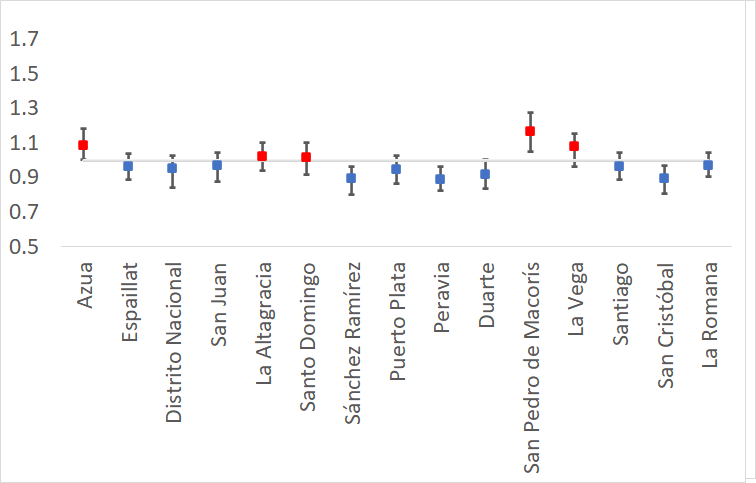 1.7
1.5
1.3
1.1
0.9
0.7
0.5
Azua
Espaillat
Distrito Nacional
San Juan
La Altagracia
Santo Domingo
Sánchez Ramírez
Puerto Plata
Peravia
Duarte
San Pedro de Macorís
La Vega
Santiago
San Cristóbal
La Romana